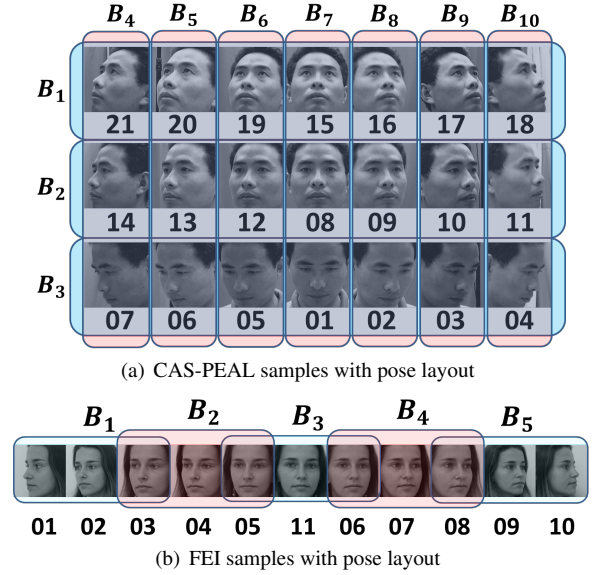 B4 B5 B6 B7 B8 B9 B10
B1
21 20 19 15 16 17 18
B2
14 13 12 08 09 10 11
B3
07 06 05 01 02 03 04
(a) CAS-PEAL samples with pose layout
B1 B2 B3 B4 B5
01 02 03 04 05 11 06 07 08 09 10
(b) FEI samples with pose layout